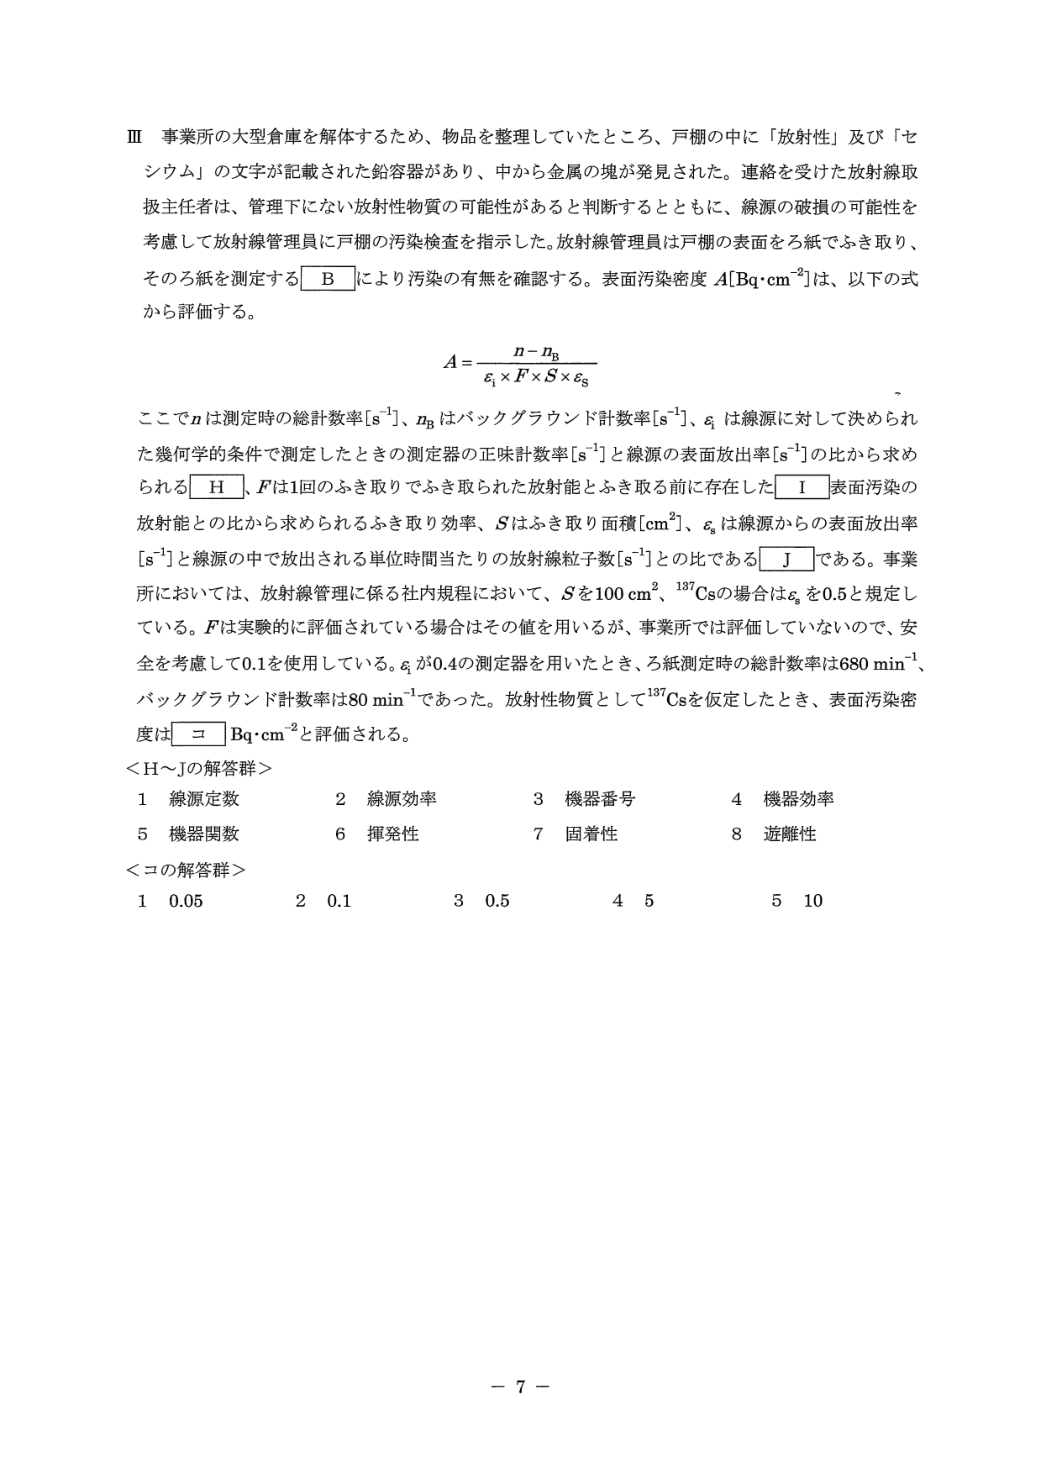 Ⅲ 事業所の大型倉庫を解体するため、物品を整理していたところ、戸棚の中に「放射性」及び「セ
シウム」の文字が記載された鉛容器があり、中から金属の塊が発見された。連絡を受けた放射線取
扱主任者は、管理下にない放射性物質の可能性があると判断するとともに、線源の破損の可能性を
考慮して放射線管理員に戸棚の汚染検査を指示した。放射線管理員は戸棚の表面をろ紙でふき取り、
そのろ紙を測定する B により汚染の有無を確認する。表面汚染密度 A[Bq·cm⁻²]は、以下の式
から評価する。
A = (n − n_B) / (ε_i × F × S × ε_S)
ここで n は測定時の総計数率[s⁻¹]、n_B はバックグラウンド計数率[s⁻¹]、ε_i は線源に対して決められ
た幾何学的条件で測定したときの測定器の正味計数率[s⁻¹]と線源の表面放出率[s⁻¹]の比から求め
られる H 、F は1回のふき取りでふき取られた放射能とふき取る前に存在した I 表面汚染の
放射能との比から求められるふき取り効率、S はふき取り面積[cm²]、ε_s は線源からの表面放出率
[s⁻¹]と線源の中で放出される単位時間当たりの放射線粒子数[s⁻¹]との比である J である。事業
所においては、放射線管理に係る社内規程において、S を100 cm²、¹³⁷Csの場合は ε_s を0.5と規定し
ている。F は実験的に評価されている場合はその値を用いるが、事業所では評価していないので、安
全を考慮して0.1を使用している。ε_i が0.4の測定器を用いたとき、ろ紙測定時の総計数率は680 min⁻¹、
バックグラウンド計数率は80 min⁻¹であった。放射性物質として¹³⁷Csを仮定したとき、表面汚染密
度は コ Bq·cm⁻²と評価される。
＜H～Jの解答群＞
1 線源定数 2 線源効率 3 機器番号 4 機器効率
5 機器関数 6 揮発性 7 固着性 8 遊離性
＜コの解答群＞
1 0.05 2 0.1 3 0.5 4 5 5 10
− 7 −